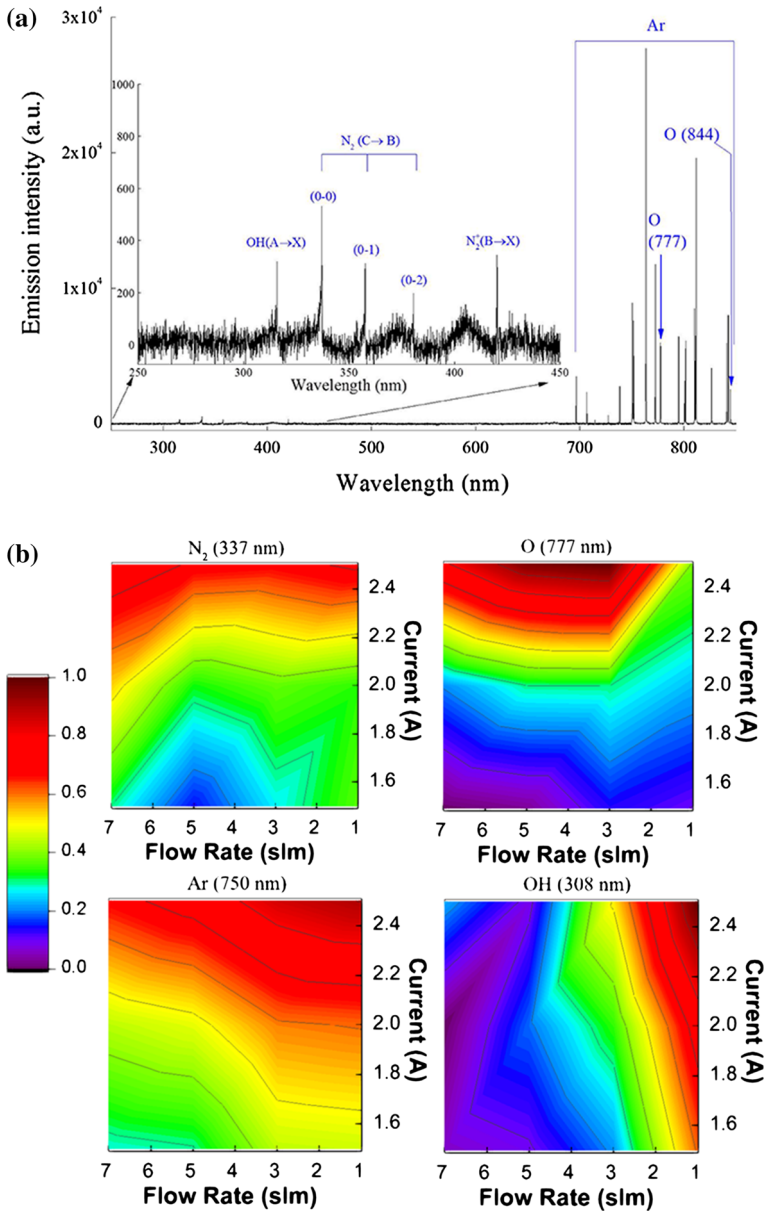 (a)
3x10⁴
2x10⁴
1x10⁴
0
Emission intensity (a.u.)
1000
800
600
400
200
0
250 300 350 400 450
Wavelength (nm)
OH(A→X)
N₂ (C→B)
(0-0)
(0-1)
(0-2)
N₂⁺(B→X)
Ar
O (844)
O
(777)
300 400 500 600 700 800
Wavelength (nm)
(b)
1.0
0.8
0.6
0.4
0.2
0.0
N₂ (337 nm)
2.4
2.2
2.0
1.8
1.6
Current (A)
7 6 5 4 3 2 1
Flow Rate (slm)
O (777 nm)
2.4
2.2
2.0
1.8
1.6
Current (A)
7 6 5 4 3 2 1
Flow Rate (slm)
Ar (750 nm)
2.4
2.2
2.0
1.8
1.6
Current (A)
7 6 5 4 3 2 1
Flow Rate (slm)
OH (308 nm)
2.4
2.2
2.0
1.8
1.6
Current (A)
7 6 5 4 3 2 1
Flow Rate (slm)